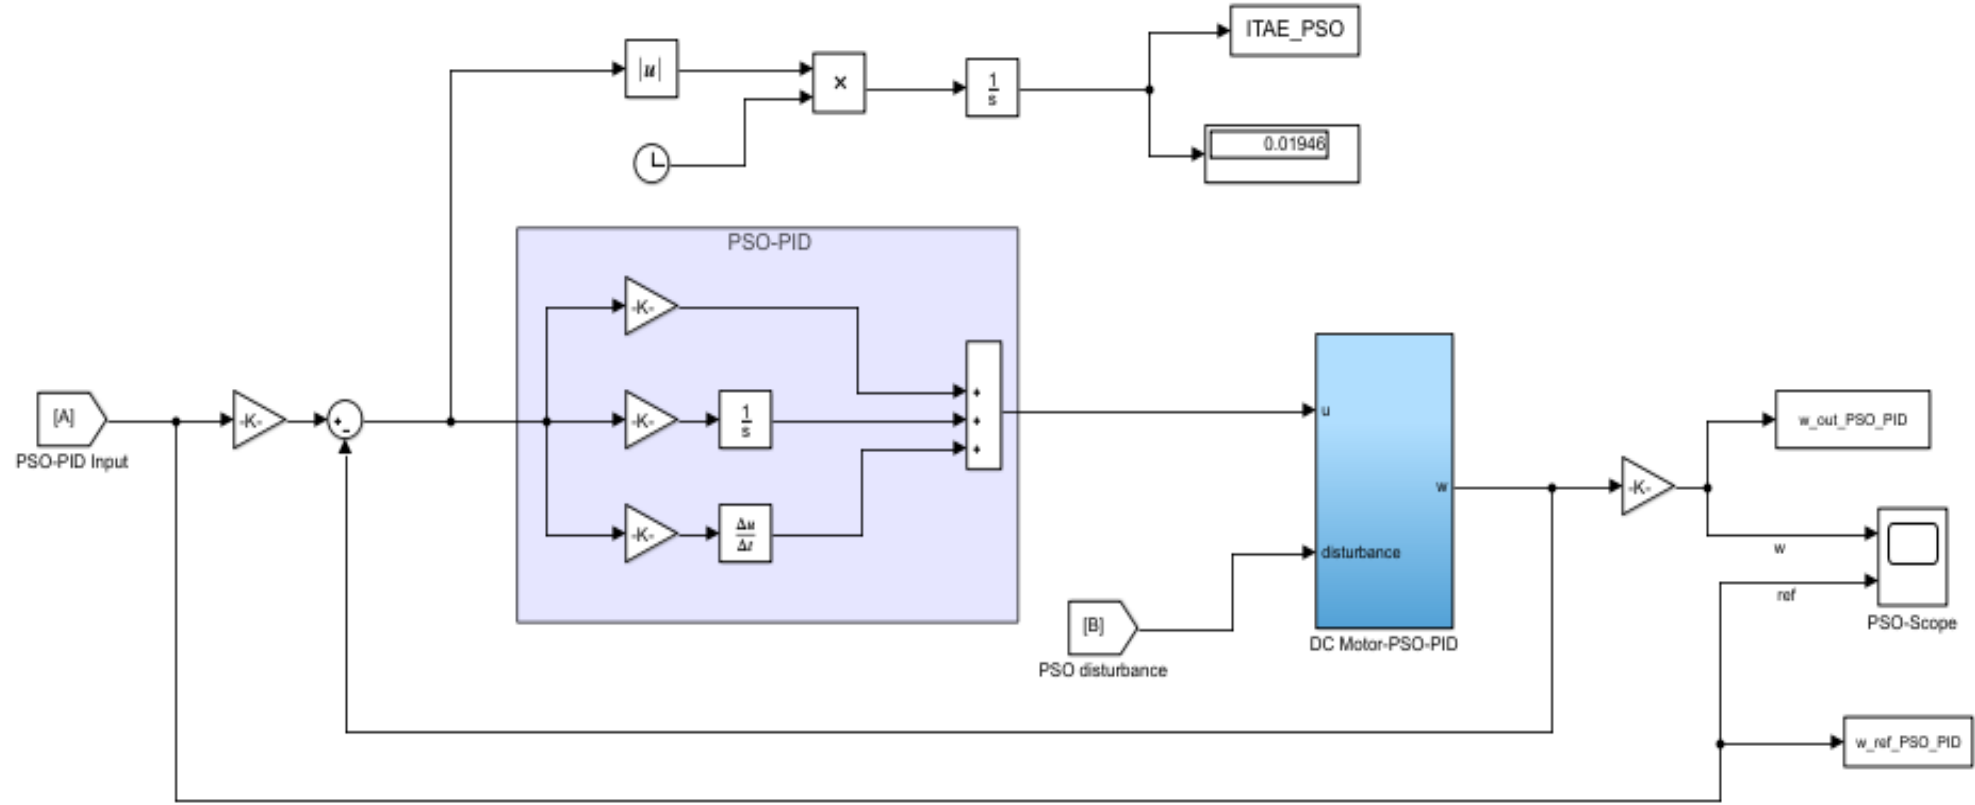 ITAE_PSO
|u|
×
1
s
0.01946
PSO-PID
-K-
[A]
-K-
+
-
-K-
1
s
+
+
+
PSO-PID Input
-K-
Δu
Δt
u
w
disturbance
-K-
w_out_PSO_PID
w
ref
PSO-Scope
[B]
PSO disturbance
DC Motor-PSO-PID
w_ref_PSO_PID